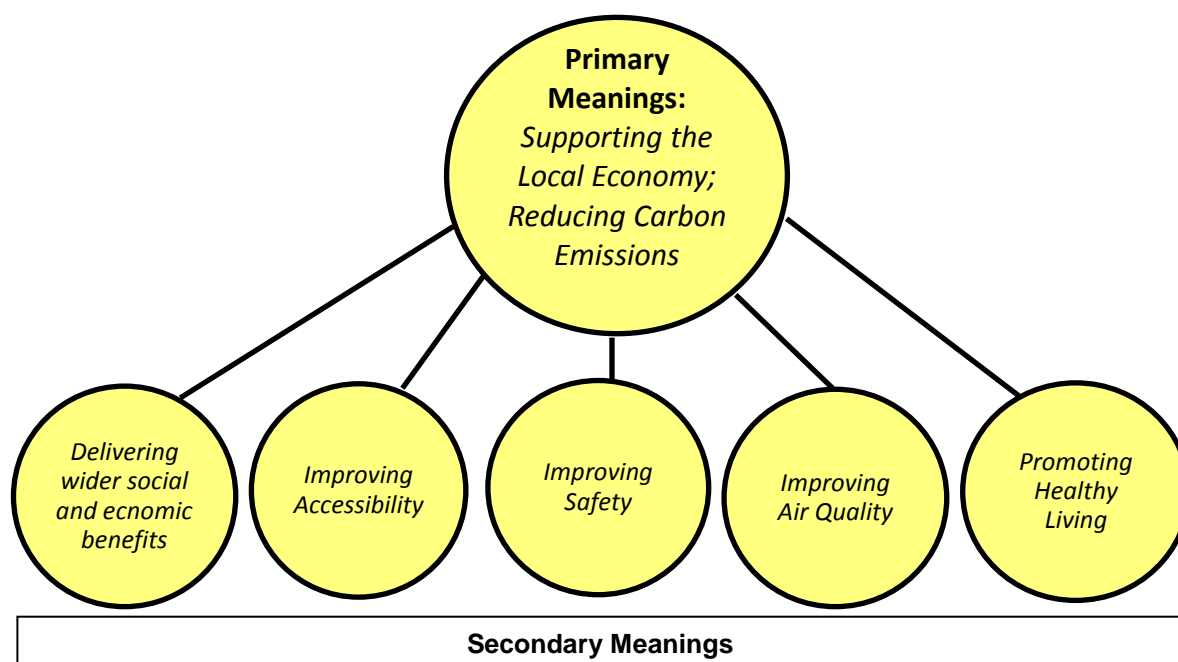 Primary
Meanings:
Supporting the
Local Economy;
Reducing Carbon
Emissions
Delivering
wider social
and ecnomic
benefits
Improving
Accessibility
Improving
Safety
Improving
Air Quality
Promoting
Healthy
Living
Secondary Meanings